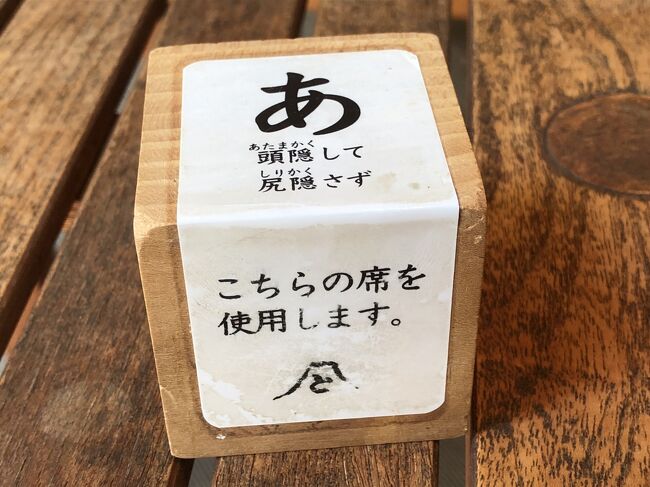 あ
あたまかく
頭隠して
しりかく
尻隠さず
こちらの席を
使用します。
と